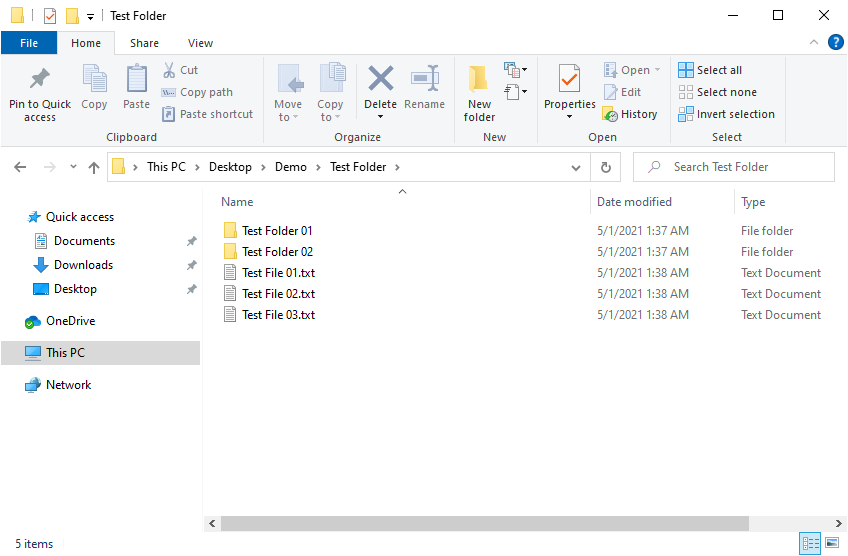 Test Folder
File Home Share View
Pin to Quick access
Copy
Paste
Cut
Copy path
Paste shortcut
Clipboard
Move to
Copy to
Delete
Rename
Organize
New folder
New
Properties
Open
Edit
History
Open
Select all
Select none
Invert selection
Select
This PC > Desktop > Demo > Test Folder >
Search Test Folder
Quick access
Documents
Downloads
Desktop
OneDrive
This PC
Network
Name Date modified Type
Test Folder 01 5/1/2021 1:37 AM File folder
Test Folder 02 5/1/2021 1:37 AM File folder
Test File 01.txt 5/1/2021 1:38 AM Text Document
Test File 02.txt 5/1/2021 1:38 AM Text Document
Test File 03.txt 5/1/2021 1:38 AM Text Document
5 items